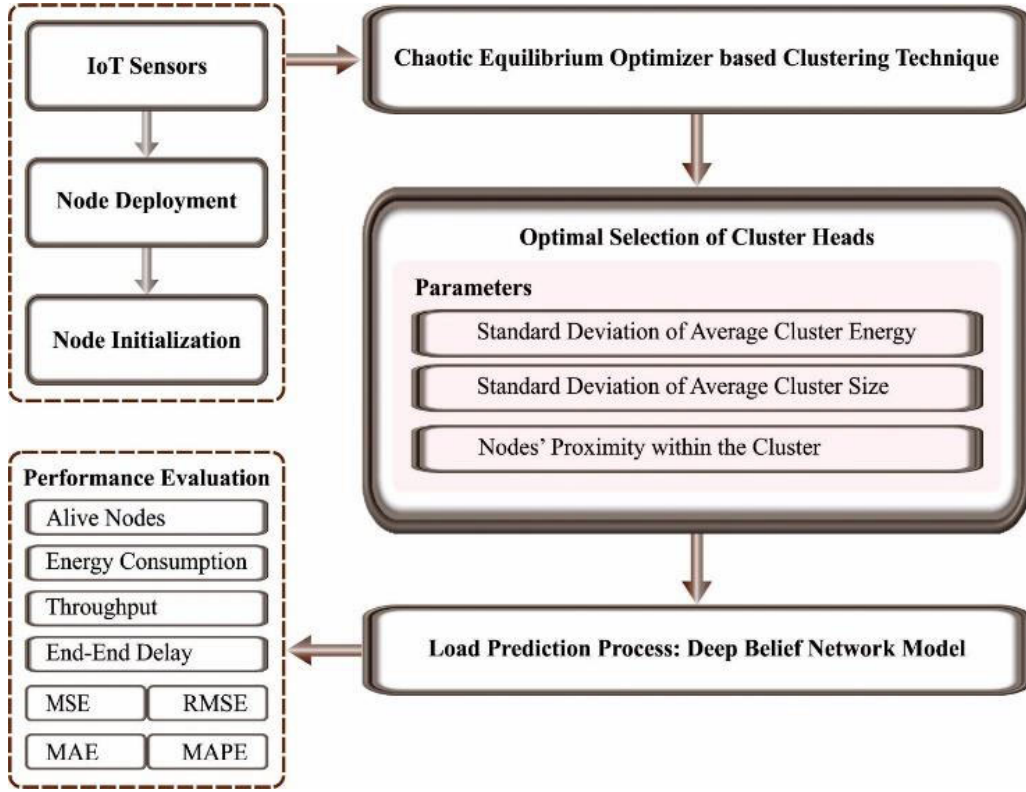 IoT Sensors
Node Deployment
Node Initialization
Chaotic Equilibrium Optimizer based Clustering Technique
Optimal Selection of Cluster Heads
Parameters
Standard Deviation of Average Cluster Energy
Standard Deviation of Average Cluster Size
Nodes' Proximity within the Cluster
Load Prediction Process: Deep Belief Network Model
Performance Evaluation
Alive Nodes
Energy Consumption
Throughput
End-End Delay
MSE RMSE
MAE MAPE